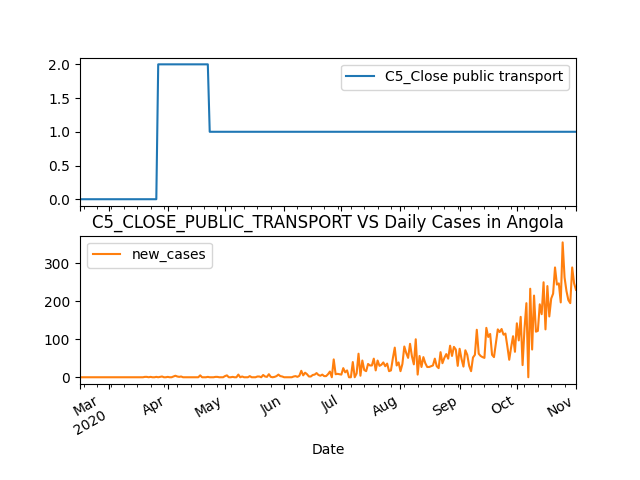 2.0
1.5
1.0
0.5
0.0
C5_Close public transport
C5_CLOSE_PUBLIC_TRANSPORT VS Daily Cases in Angola
300
200
100
0
new_cases
Mar
2020
Apr
May
Jun
Jul
Aug
Sep
Oct
Nov
Date